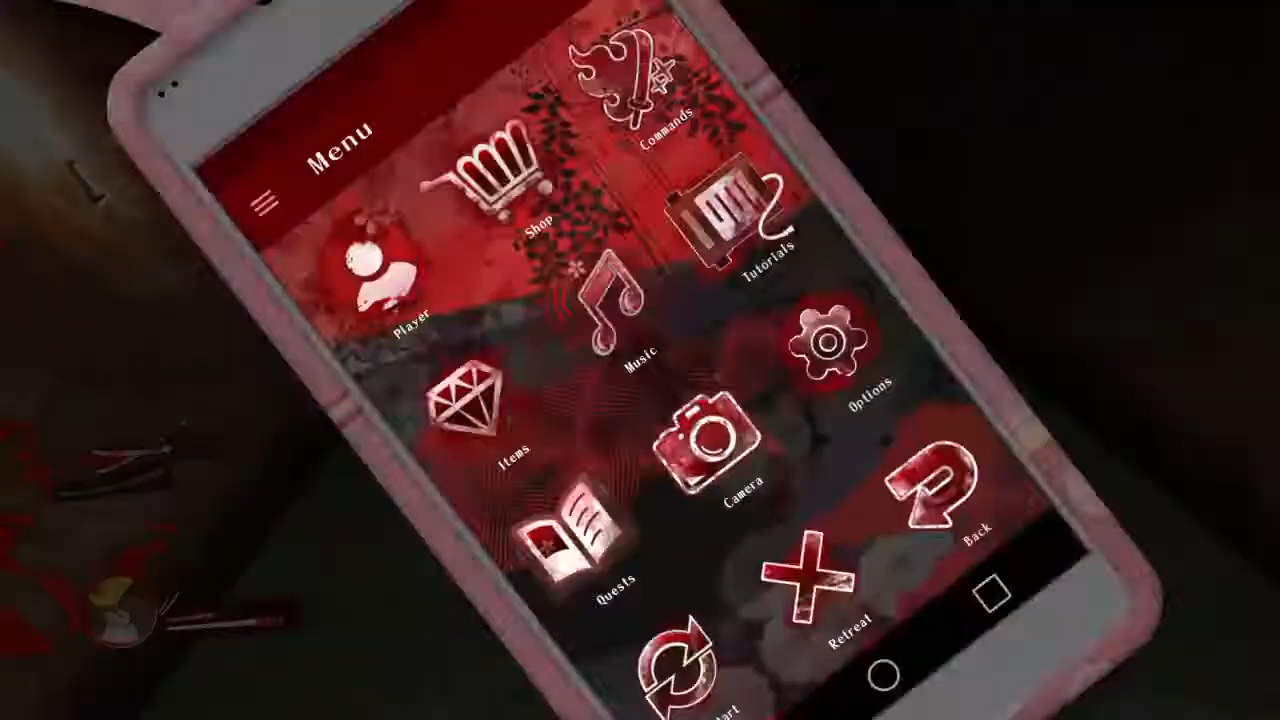 Menu
Player
Shop
Commands
Items
Music
Tutorials
Quests
Camera
Options
Retreat
Back